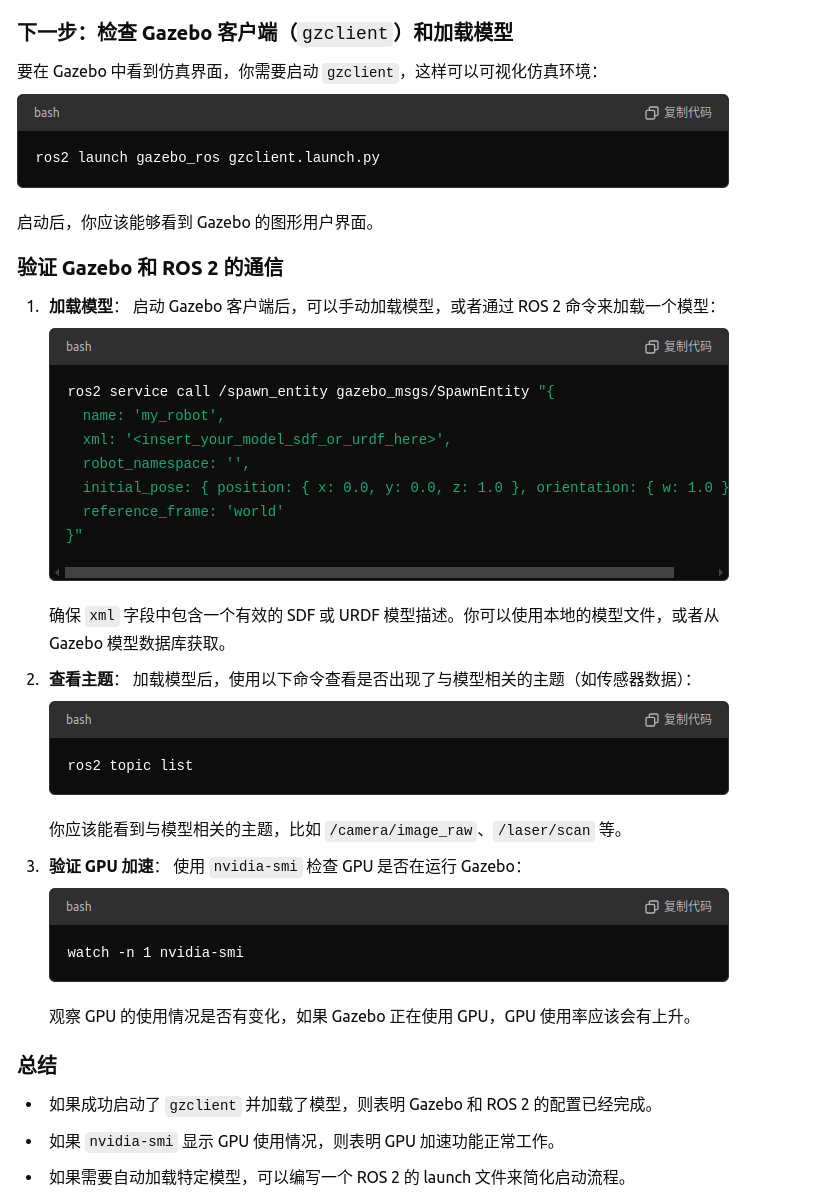 下一步：检查 Gazebo 客户端（gzclient）和加载模型
要在 Gazebo 中看到仿真界面，你需要启动 gzclient，这样可以可视化仿真环境：
bash 复制代码
ros2 launch gazebo_ros gzclient.launch.py
启动后，你应该能够看到 Gazebo 的图形用户界面。
验证 Gazebo 和 ROS 2 的通信
1. 加载模型： 启动 Gazebo 客户端后，可以手动加载模型，或者通过 ROS 2 命令来加载一个模型：
bash 复制代码
ros2 service call /spawn_entity gazebo_msgs/SpawnEntity "{
name: 'my_robot',
xml: '<insert_your_model_sdf_or_urdf_here>',
robot_namespace: '',
initial_pose: { position: { x: 0.0, y: 0.0, z: 1.0 }, orientation: { w: 1.0 }
reference_frame: 'world'
}"
确保 xml 字段中包含一个有效的 SDF 或 URDF 模型描述。你可以使用本地的模型文件，或者从
Gazebo 模型数据库获取。
2. 查看主题： 加载模型后，使用以下命令查看是否出现了与模型相关的主题（如传感器数据）：
bash 复制代码
ros2 topic list
你应该能看到与模型相关的主题，比如 /camera/image_raw、/laser/scan 等。
3. 验证 GPU 加速： 使用 nvidia-smi 检查 GPU 是否在运行 Gazebo：
bash 复制代码
watch -n 1 nvidia-smi
观察 GPU 的使用情况是否有变化，如果 Gazebo 正在使用 GPU，GPU 使用率应该会有上升。
总结
• 如果成功启动了 gzclient 并加载了模型，则表明 Gazebo 和 ROS 2 的配置已经完成。
• 如果 nvidia-smi 显示 GPU 使用情况，则表明 GPU 加速功能正常工作。
• 如果需要自动加载特定模型，可以编写一个 ROS 2 的 launch 文件来简化启动流程。